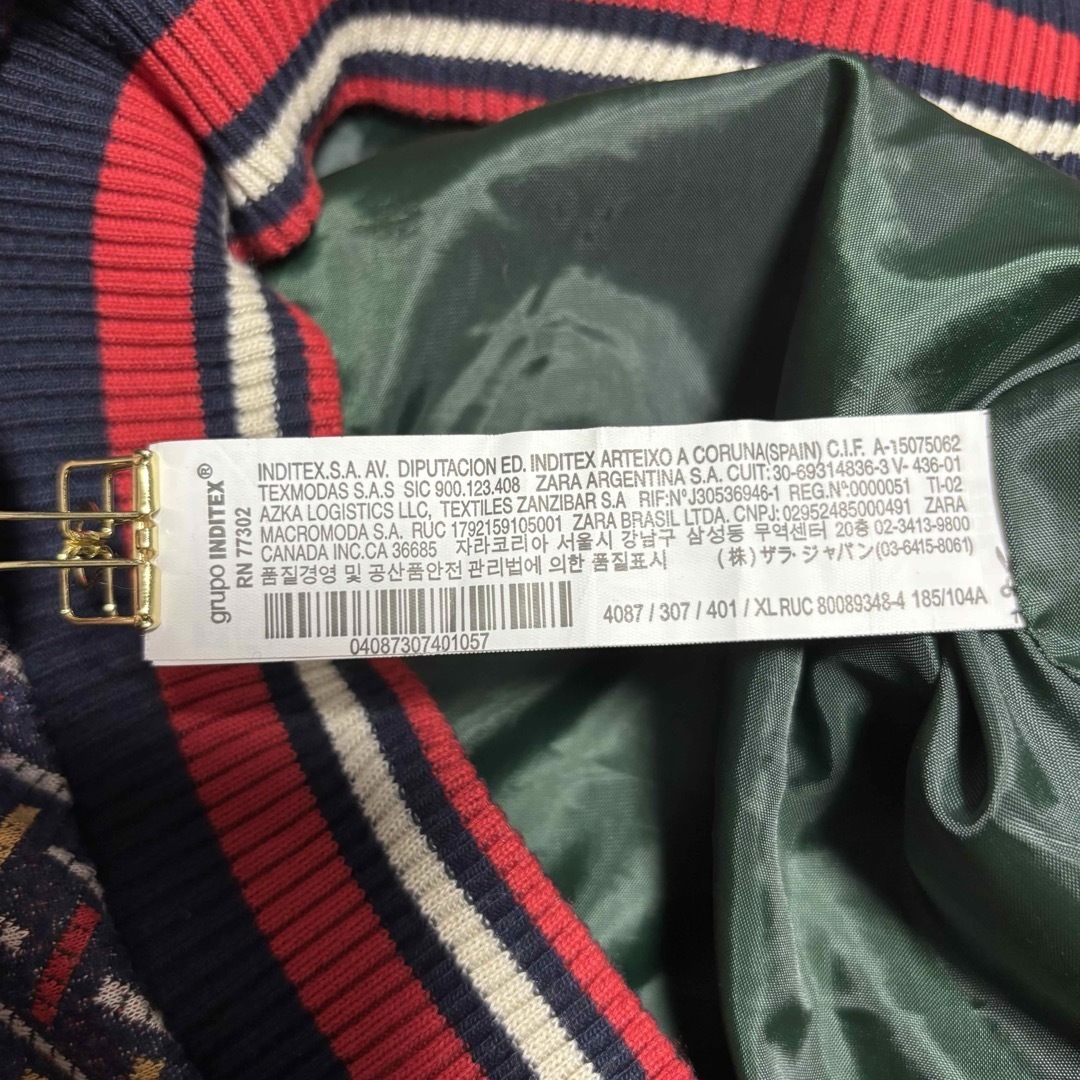 grupo INDITEX®
RN 77302
INDITEX.S.A. AV. DIPUTACION ED. INDITEX ARTEIXO A CORUNA(SPAIN) C.I.F. A-15075062
TEXMODAS S.A.S SIC 900.123.408 ZARA ARGENTINA S.A. CUIT:30-69314836-3 V- 436-01
AZKA LOGISTICS LLC, TEXTILES ZANZIBAR S.A RIF:NºJ30536946-1 REG.Nº:0000051 TI-02
MACROMODA S.A. RUC 1792159105001 ZARA BRASIL LTDA. CNPJ: 02952485000491 ZARA
CANADA INC.CA 36685 자라코리아 서울시 강남구 삼성동 무역센터 20층 02-3413-9800
품질경영 및 공산품안전 관리법에 의한 품질표시 (株)ザラ·ジャパン(03-6415-8061)
4087 / 307 / 401 / XL RUC 80089348-4 185/104A
04087307401057